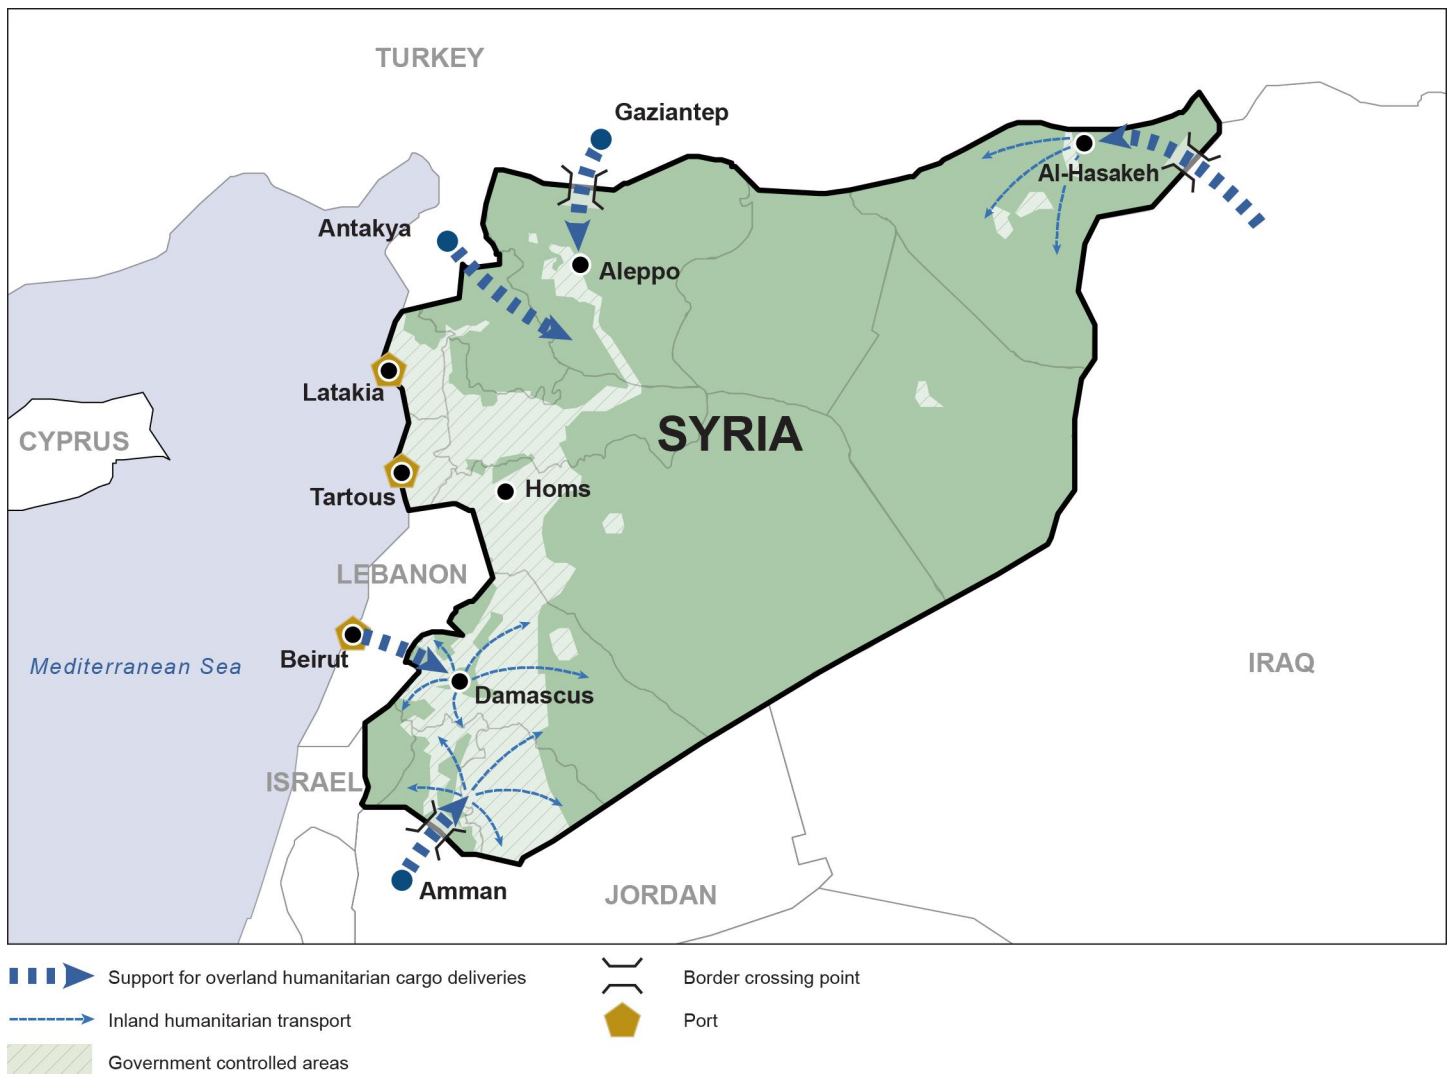 TURKEY
Gaziantep
Al-Hasakeh
Antakya
Aleppo
Latakia
CYPRUS
SYRIA
Tartous
Homs
LEBANON
Beirut
Mediterranean Sea
IRAQ
Damascus
ISRAEL
Amman
JORDAN
Support for overland humanitarian cargo deliveries
Border crossing point
Inland humanitarian transport
Port
Government controlled areas